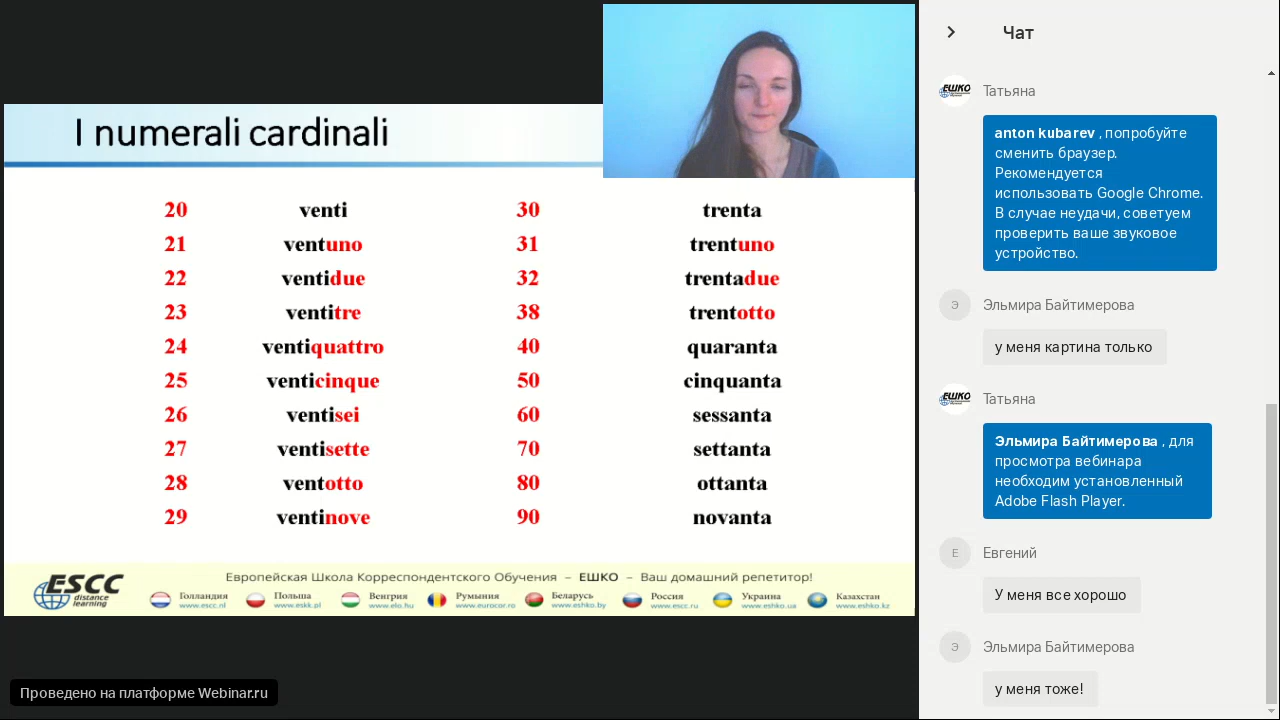 I numerali cardinali
20 venti 30 trenta
21 ventuno 31 trentuno
22 ventidue 32 trentadue
23 ventitre 38 trentotto
24 ventiquattro 40 quaranta
25 venticinque 50 cinquanta
26 ventisei 60 sessanta
27 ventisette 70 settanta
28 ventotto 80 ottanta
29 ventinove 90 novanta
ESCC
distance
learning
Европейская Школа Корреспондентского Обучения – ЕШКО – Ваш домашний репетитор!
Голландия Польша Венгрия Румыния Беларусь Россия Украина Казахстан
www.escc.nl www.eskk.pl www.elo.hu www.eurocor.ro www.eshko.by www.escc.ru www.eshko.ua www.eshko.kz
Проведено на платформе Webinar.ru
Чат
ЕШКО
Татьяна
anton kubarev , попробуйте
сменить браузер.
Рекомендуется
использовать Google Chrome.
В случае неудачи, советуем
проверить ваше звуковое
устройство.
Э
Эльмира Байтимерова
у меня картина только
ЕШКО
Татьяна
Эльмира Байтимерова , для
просмотра вебинара
необходим установленный
Adobe Flash Player.
Е
Евгений
У меня все хорошо
Э
Эльмира Байтимерова
у меня тоже!